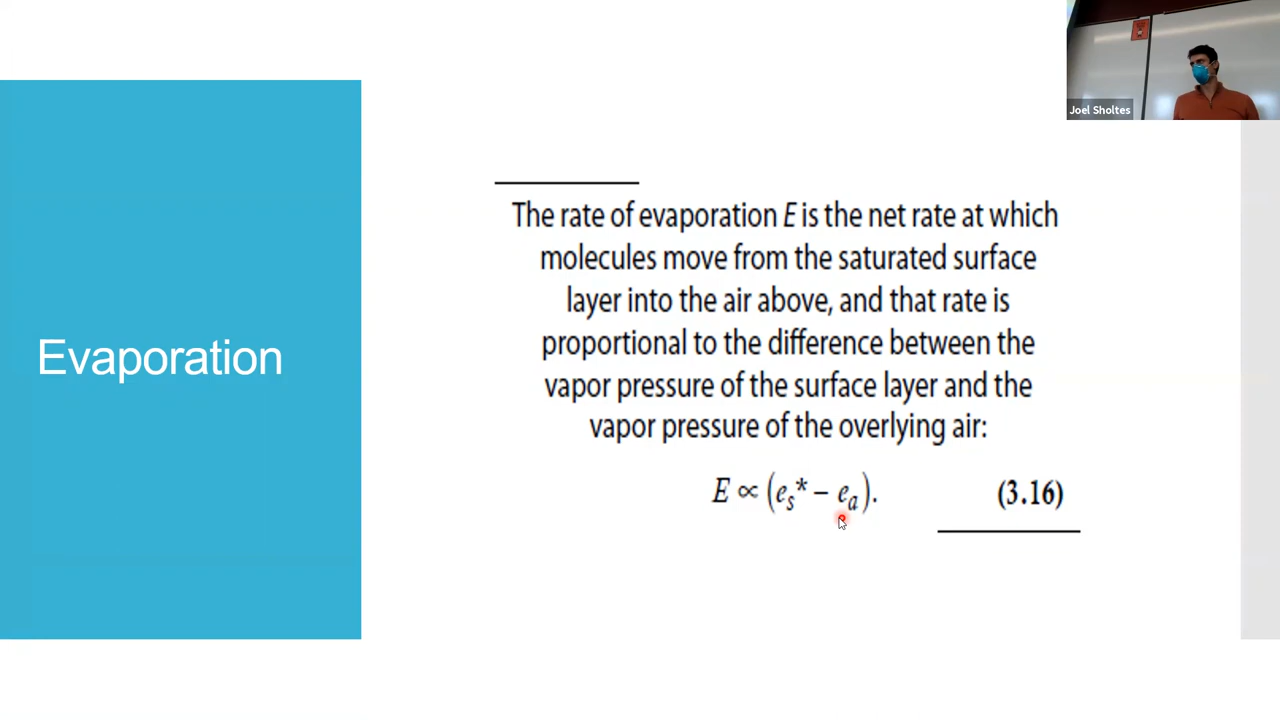 Joel Sholtes
Evaporation
The rate of evaporation E is the net rate at which
molecules move from the saturated surface
layer into the air above, and that rate is
proportional to the difference between the
vapor pressure of the surface layer and the
vapor pressure of the overlying air:
E ∝ (eₛ* − eₐ). (3.16)